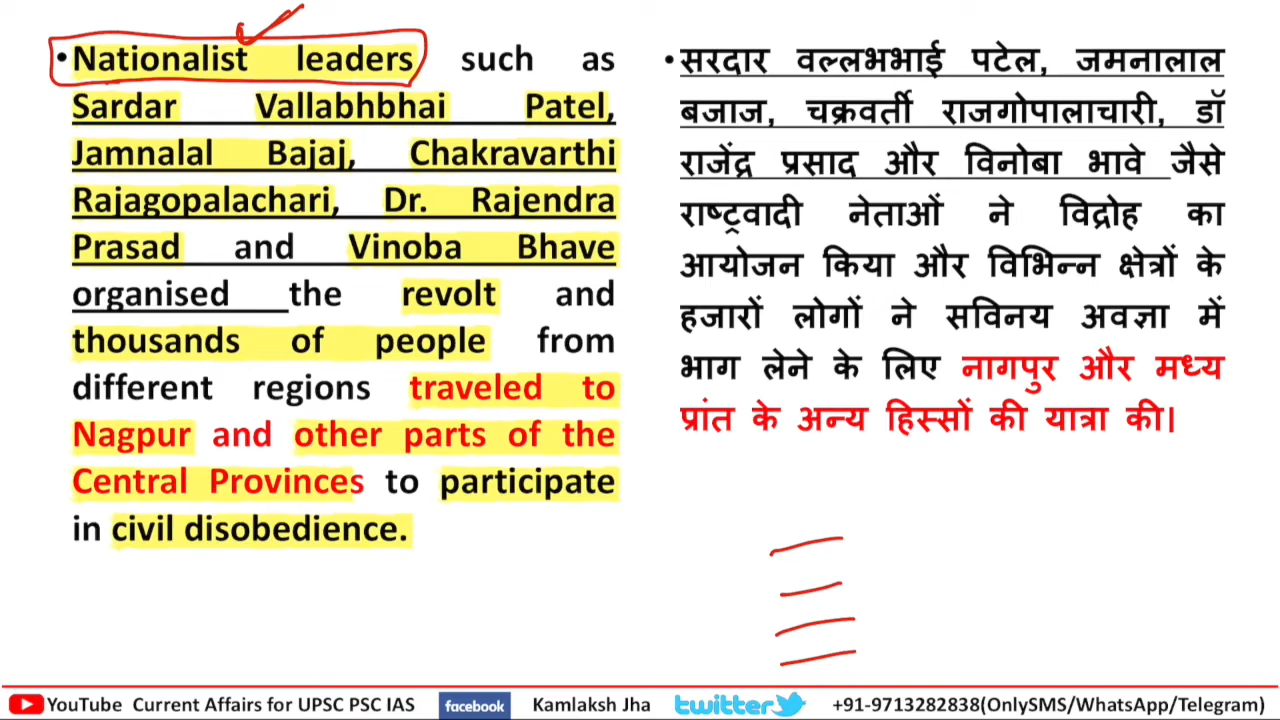 • Nationalist leaders such as
Sardar Vallabhbhai Patel,
Jamnalal Bajaj, Chakravarthi
Rajagopalachari, Dr. Rajendra
Prasad and Vinoba Bhave
organised the revolt and
thousands of people from
different regions traveled to
Nagpur and other parts of the
Central Provinces to participate
in civil disobedience.
• सरदार वल्लभभाई पटेल, जमनालाल
बजाज, चक्रवर्ती राजगोपालाचारी, डॉ
राजेंद्र प्रसाद और विनोबा भावे जैसे
राष्ट्रवादी नेताओं ने विद्रोह का
आयोजन किया और विभिन्न क्षेत्रों के
हजारों लोगों ने सविनय अवज्ञा में
भाग लेने के लिए नागपुर और मध्य
प्रांत के अन्य हिस्सों की यात्रा की।
YouTube Current Affairs for UPSC PSC IAS facebook Kamlaksh Jha twitter +91-9713282838(OnlySMS/WhatsApp/Telegram)